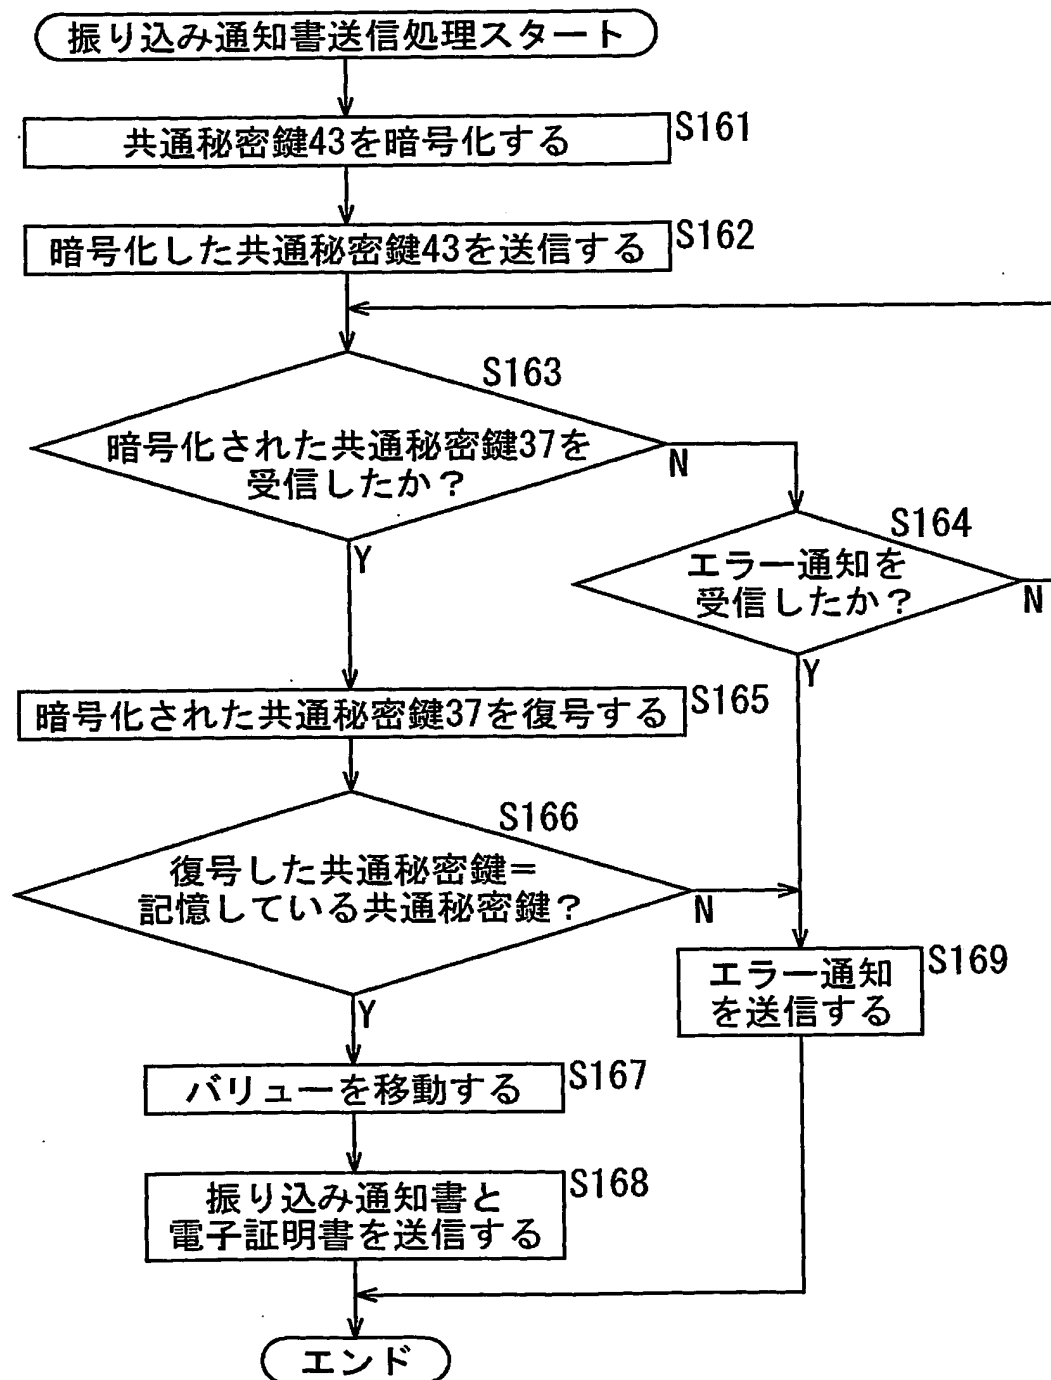 振り込み通知書送信処理スタート
共通秘密鍵43を暗号化する
S161
暗号化した共通秘密鍵43を送信する
S162
S163
暗号化された共通秘密鍵37を
受信したか？
N
Y
S164
エラー通知を
受信したか？
N
Y
暗号化された共通秘密鍵37を復号する
S165
S166
復号した共通秘密鍵=
記憶している共通秘密鍵？
N
Y
エラー通知
を送信する
S169
バリューを移動する
S167
振り込み通知書と
電子証明書を送信する
S168
エンド